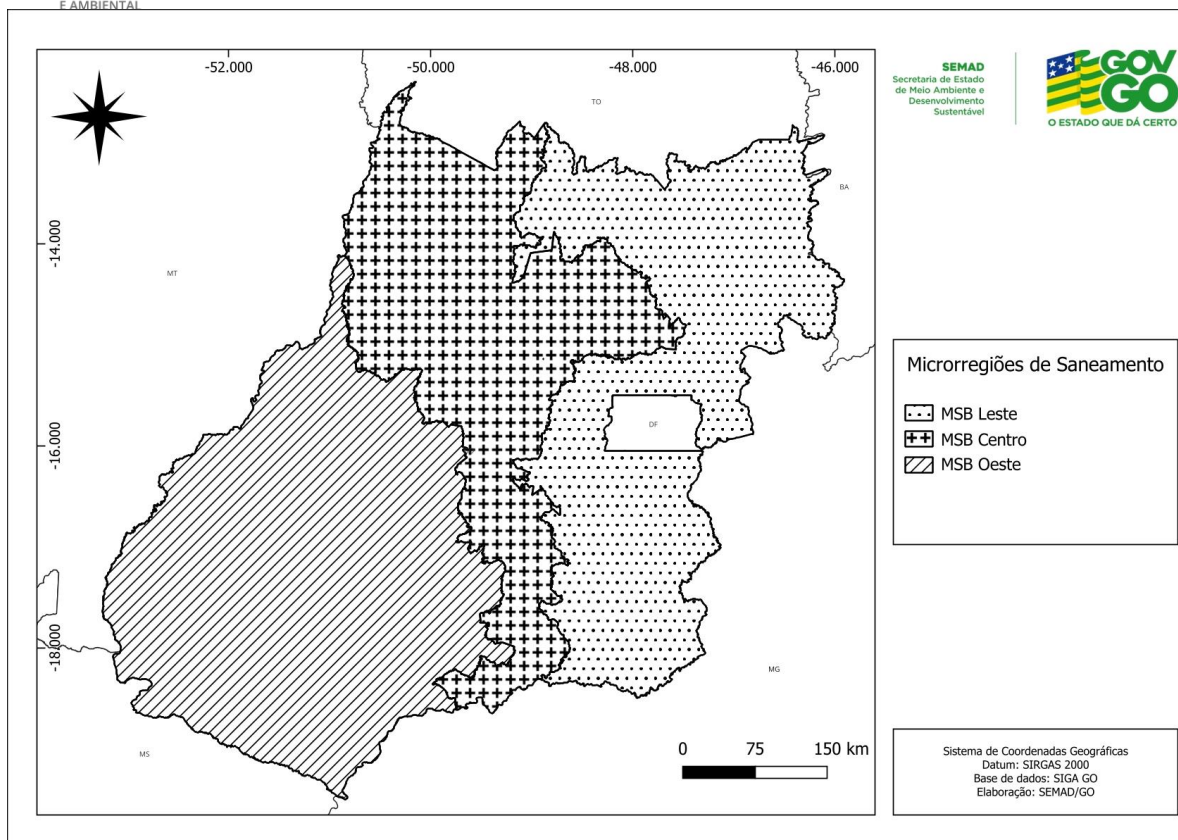 E AMBIENTAL
-52.000
-50.000
-48.000
-46.000
-14.000
-16.000
-18.000
TO
BA
MT
DF
MG
MS
0 75 150 km
SEMAD
Secretaria de Estado
de Meio Ambiente e
Desenvolvimento
Sustentável
GOV
GO
O ESTADO QUE DÁ CERTO
Microrregiões de Saneamento
MSB Leste
MSB Centro
MSB Oeste
Sistema de Coordenadas Geográficas
Datum: SIRGAS 2000
Base de dados: SIGA GO
Elaboração: SEMAD/GO